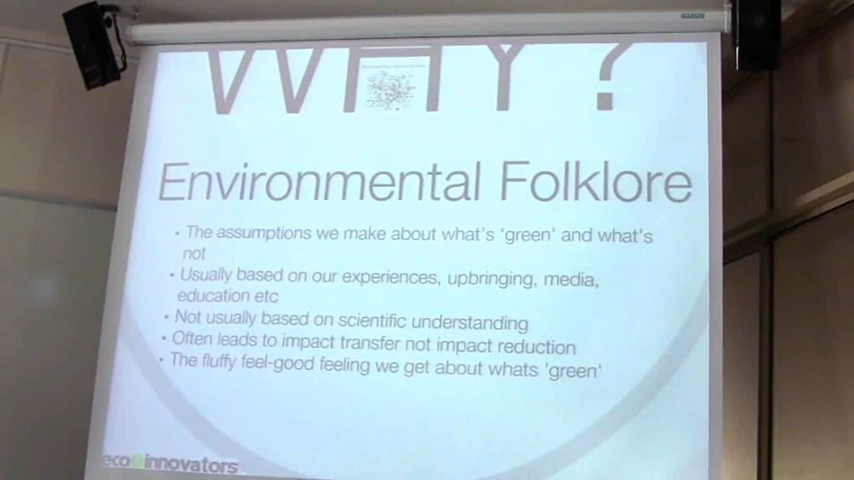 WHY?
Environmental Folklore
• The assumptions we make about what's 'green' and what's
not
• Usually based on our experiences, upbringing, media,
education etc
• Not usually based on scientific understanding
• Often leads to impact transfer not impact reduction
• The fluffy feel-good feeling we get about whats 'green'
eco innovators